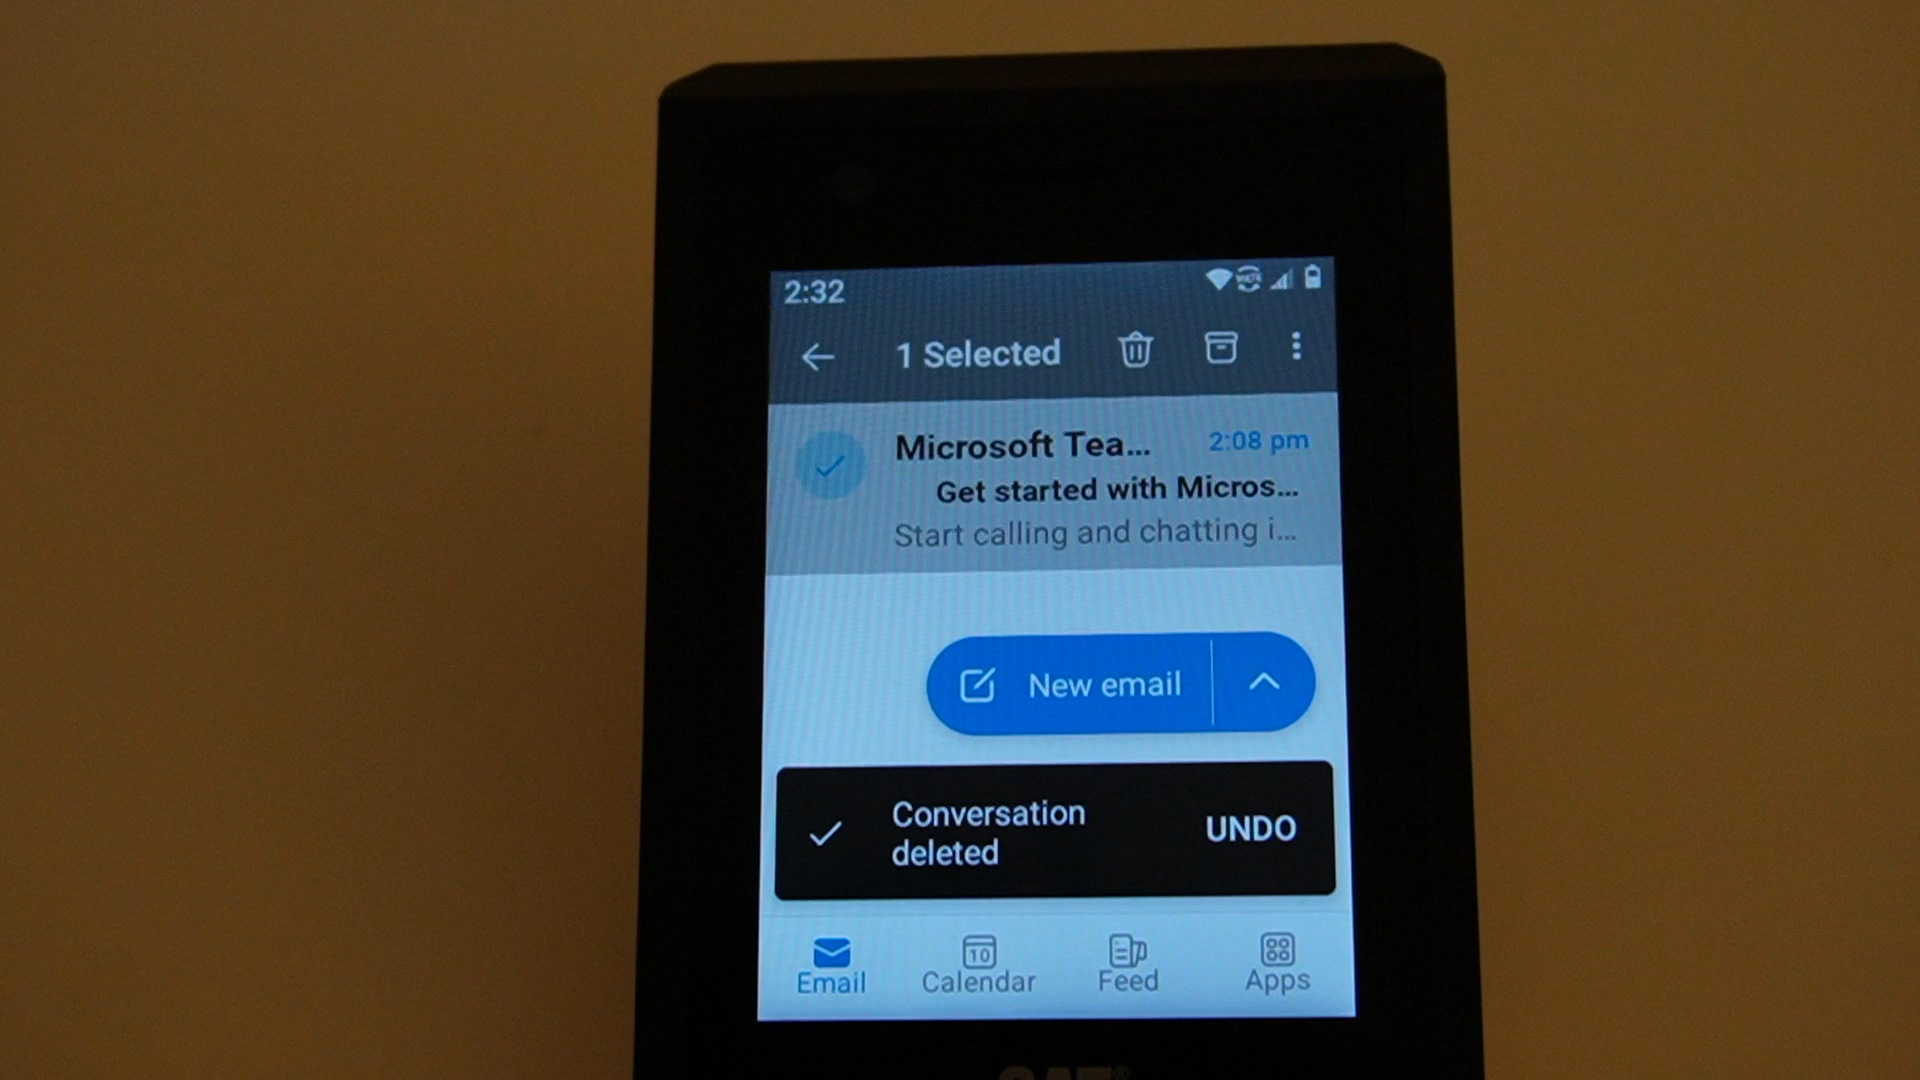 2:32
1 Selected
Microsoft Tea...
2:08 pm
Get started with Micros...
Start calling and chatting i...
New email
Conversation
deleted
UNDO
10
Email
Calendar
Feed
Apps